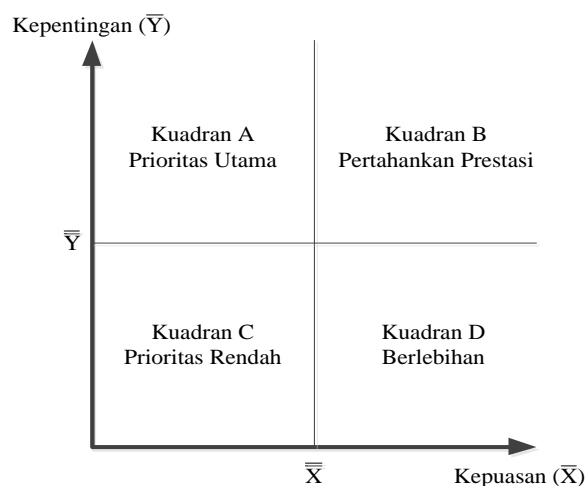 Kepentingan (Y̅)
Kuadran A
Prioritas Utama
Kuadran B
Pertahankan Prestasi
Y̿
Kuadran C
Prioritas Rendah
Kuadran D
Berlebihan
X̿
Kepuasan (X̅)